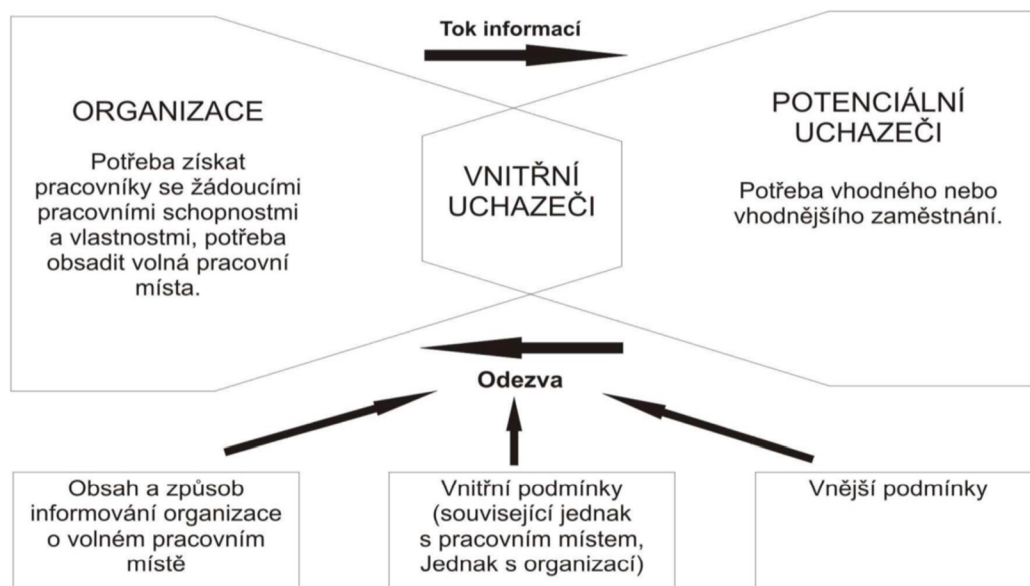 Tok informací
ORGANIZACE
Potřeba získat
pracovníky se žádoucími
pracovními schopnostmi
a vlastnostmi, potřeba
obsadit volná pracovní
místa.
VNITŘNÍ
UCHAZEČI
POTENCIÁLNÍ
UCHAZEČI
Potřeba vhodného nebo
vhodnějšího zaměstnání.
Odezva
Obsah a způsob
informování organizace
o volném pracovním
místě
Vnitřní podmínky
(související jednak
s pracovním místem,
Jednak s organizací)
Vnější podmínky